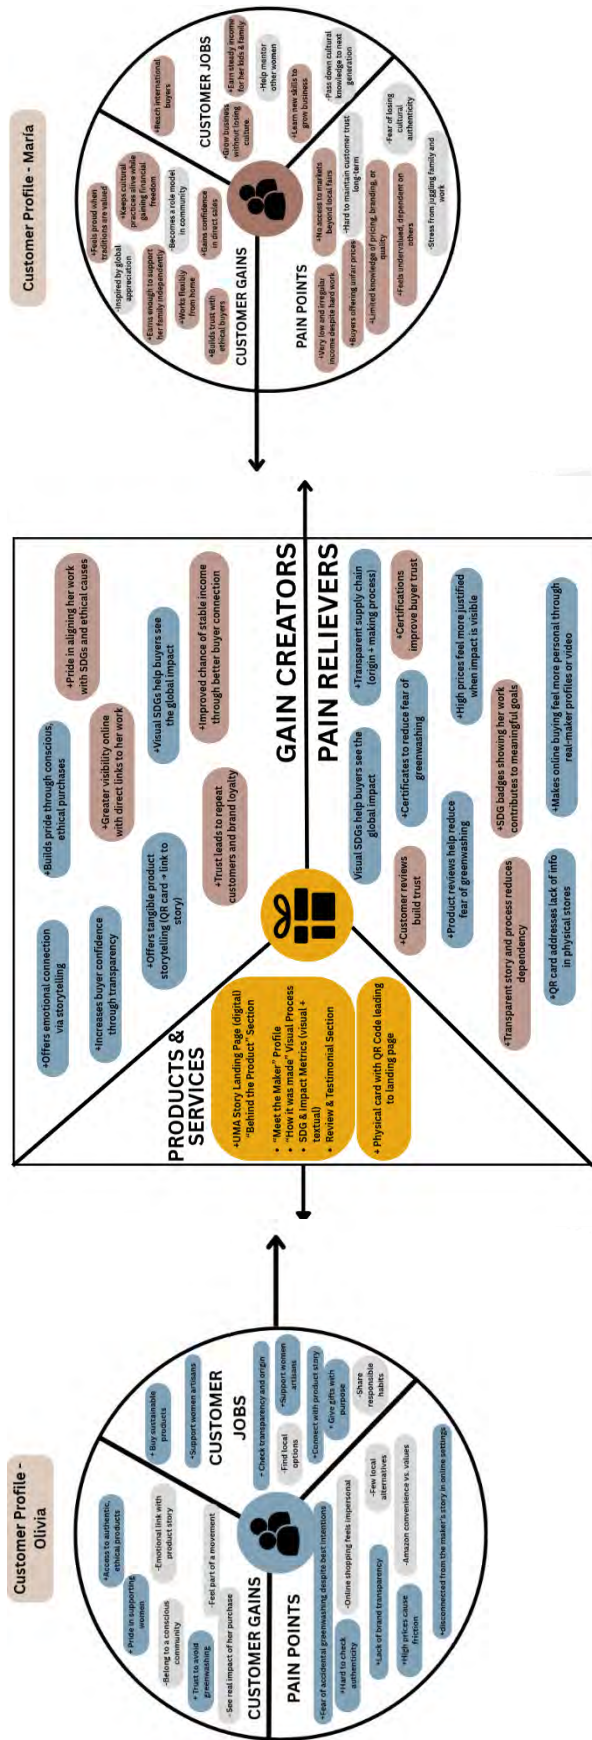 Customer Profile -
Olivia
CUSTOMER GAINS
+Access to authentic,
ethical products
+ Pride in supporting
women
-Emotional link with
product story
-Belong to a conscious
community
-Feel part of a movement
+ Trust to avoid
greenwashing
-See real impact of her purchase
CUSTOMER
JOBS
+ Buy sustainable
products
+Support women artisans
+ Check transparency and origin
+Support women
artisans
-Find local
options
+Connect with product story
+ Give gifts with
purpose
-Share
responsible
habits
PAIN POINTS
+Fear of accidental greenwashing despite best intentions
+Hard to check
authenticity
-Online shopping feels impersonal
-Few local
alternatives
+Lack of brand transparency
-Amazon convenience vs. values
+High prices cause
friction
+disconnected from the maker's story in online settings
PRODUCTS &
SERVICES
+UMA Story Landing Page (digital)
"Behind the Product" Section
• "Meet the Maker" Profile
• "How it was made" Visual Process
• SDG & Impact Metrics (visual +
textual)
• Review & Testimonial Section
+ Physical card with QR Code leading
to landing page
GAIN CREATORS
+Offers emotional connection
via storytelling
+Builds pride through conscious,
ethical purchases
+Pride in aligning her work
with SDGs and ethical causes
+Increases buyer confidence
through transparency
+Greater visibility online
with direct links to her work
+Offers tangible product
storytelling (QR card → link to
story)
+Visual SDGs help buyers see
the global impact
+Trust leads to repeat
customers and brand loyalty
+Improved chance of stable income
through better buyer connection
PAIN RELIEVERS
Visual SDGs help buyers see the
global impact
+Transparent supply chain
(origin + making process)
+Customer reviews
build trust
+Certificates to reduce fear of
greenwashing
+Certifications
improve buyer trust
+Product reviews help reduce
fear of greenwashing
+High prices feel more justified
when impact is visible
+Transparent story and process reduces
dependency
+SDG badges showing her work
contributes to meaningful goals
+QR card addresses lack of info
in physical stores
+Makes online buying feel more personal through
real-maker profiles or video
Customer Profile - María
CUSTOMER GAINS
+Feels proud when
traditions are valued
-Inspired by global
appreciation
+Keeps cultural
practices alive while
gaining financial
freedom
+Earns enough to support
her family independently
-Becomes a role model
in community
+Works flexibly
from home
+Gains confidence
in direct sales
+Builds trust with
ethical buyers
CUSTOMER JOBS
+Reach international
buyers
+Grow business
without losing
culture
+Earn steady income
for her kids & family
-Help mentor
other women
+Learn new skills to
grow business
-Pass down cultural
knowledge to next
generation
PAIN POINTS
+Very low and irregular
income despite hard work
+No access to markets
beyond local fairs
+Buyers offering unfair prices
-Hard to maintain customer trust
long-term
+Limited knowledge of pricing, branding, or
quality
-Fear of losing
cultural
authenticity
+Feels undervalued, dependent on
others
-Stress from juggling family and
work